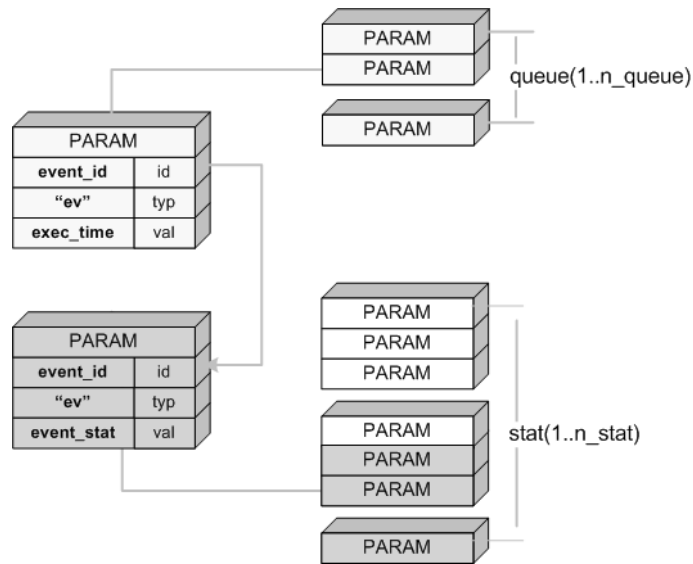 PARAM
PARAM
queue(1..n_queue)
PARAM
PARAM
event_id id
“ev” typ
exec_time val
PARAM
event_id id
“ev” typ
event_stat val
PARAM
PARAM
PARAM
PARAM
stat(1..n_stat)
PARAM
PARAM
PARAM